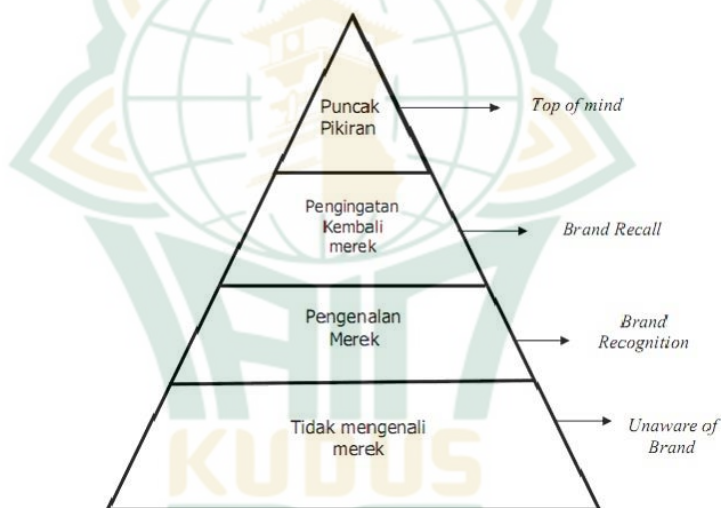 Puncak
Pikiran
Top of mind
Pengingatan
Kembali
merek
Brand Recall
Pengenalan
Merek
Brand
Recognition
Tidak mengenali
merek
Unaware of
Brand
KUDUS